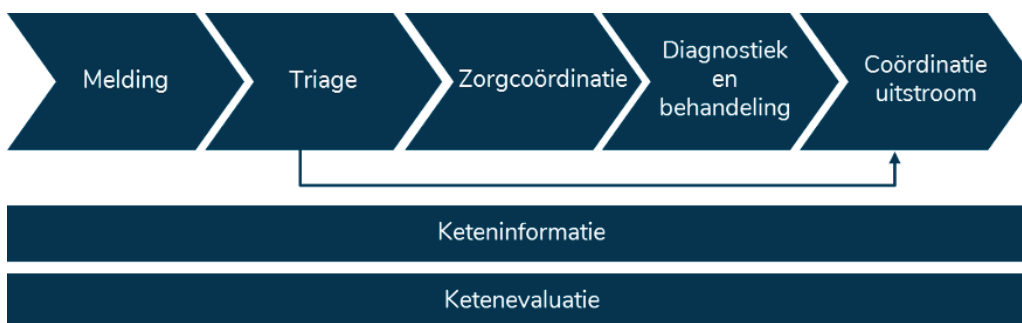 Melding
Triage
Zorgcoördinatie
Diagnostiek
en
behandeling
Coördinatie
uitstroom
Keteninformatie
Ketenevaluatie